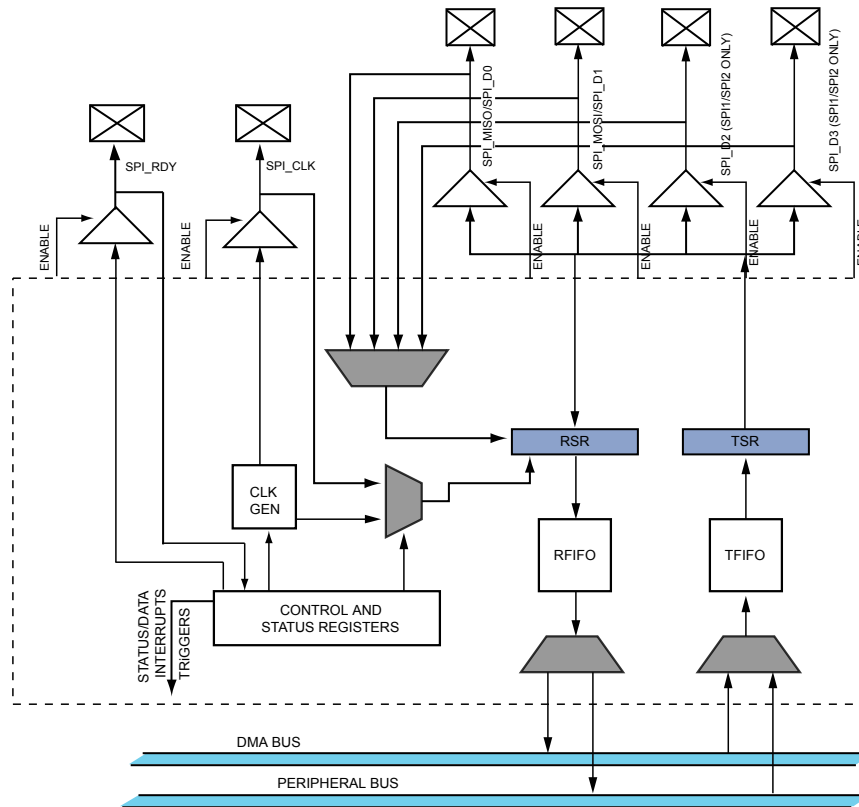 SPI_MISO/SPI_D0
SPI_MOSI/SPI_D1
SPI_D2 (SPI1/SPI2 ONLY)
SPI_D3 (SPI1/SPI2 ONLY)
SPI_RDY
SPI_CLK
ENABLE
ENABLE
ENABLE
ENABLE
ENABLE
ENABLE
RSR
TSR
CLK
GEN
RFIFO
TFIFO
CONTROL AND
STATUS REGISTERS
STATUS/DATA
INTERRUPTS
TRIGGERS
DMA BUS
PERIPHERAL BUS